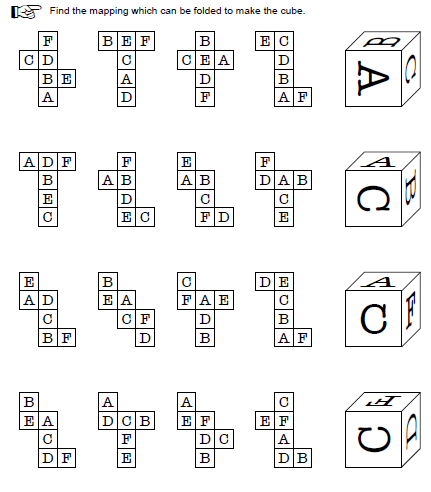 Find the mapping which can be folded to make the cube.
F B E F B E C B
C D C C E A D A C
B E A D B
A D F A F
A D F F E F A
B A B A B D A B C B
E D C C
C E C F D E
E B C D E A
A D E A F A E C C F
C C F D B
B F D B A F
B A A C F
E A D C B E F E F C D
C F D C A
D F E B D B